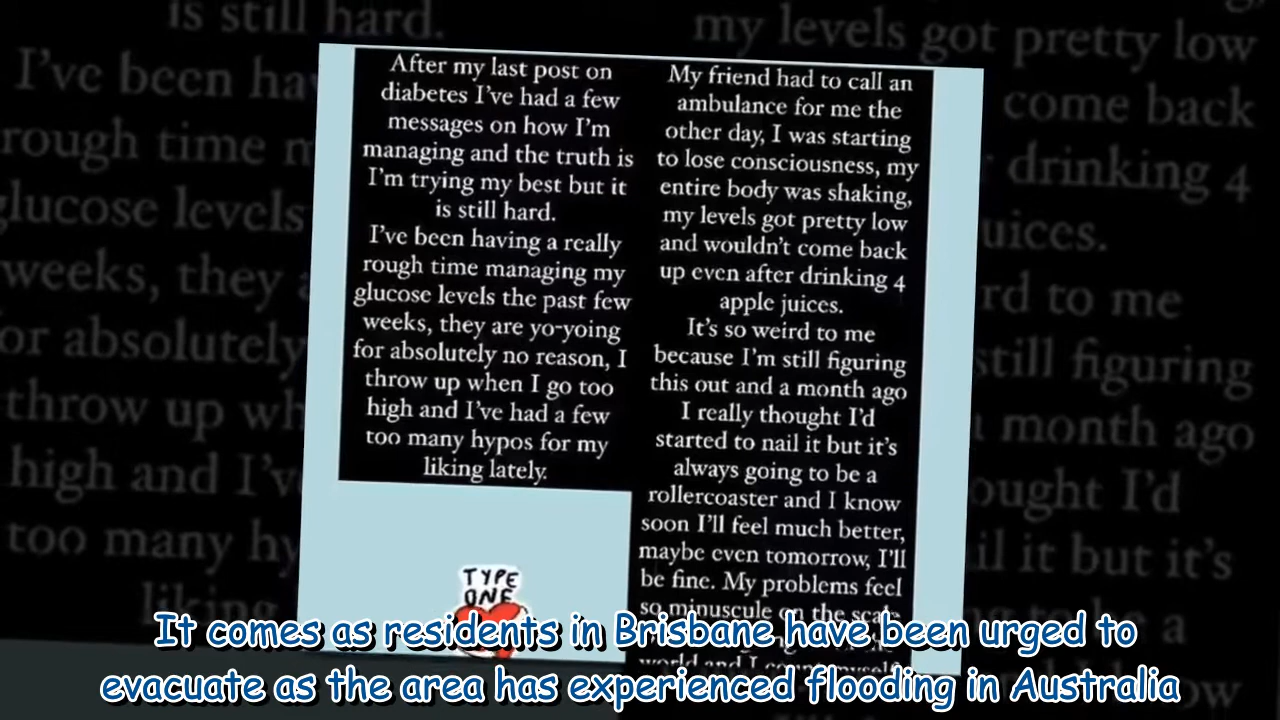 After my last post on
diabetes I've had a few
messages on how I'm
managing and the truth is
I'm trying my best but it
is still hard.
I've been having a really
rough time managing my
glucose levels the past few
weeks, they are yo-yoing
for absolutely no reason, I
throw up when I go too
high and I've had a few
too many hypos for my
liking lately.
TYPE
ONE
My friend had to call an
ambulance for me the
other day, I was starting
to lose consciousness, my
entire body was shaking,
my levels got pretty low
and wouldn't come back
up even after drinking 4
apple juices.
It's so weird to me
because I'm still figuring
this out and a month ago
I really thought I'd
started to nail it but it's
always going to be a
rollercoaster and I know
soon I'll feel much better,
maybe even tomorrow, I'll
be fine. My problems feel
so minuscule on the scale
world and I
It comes as residents in Brisbane have been urged to
evacuate as the area has experienced flooding in Australia